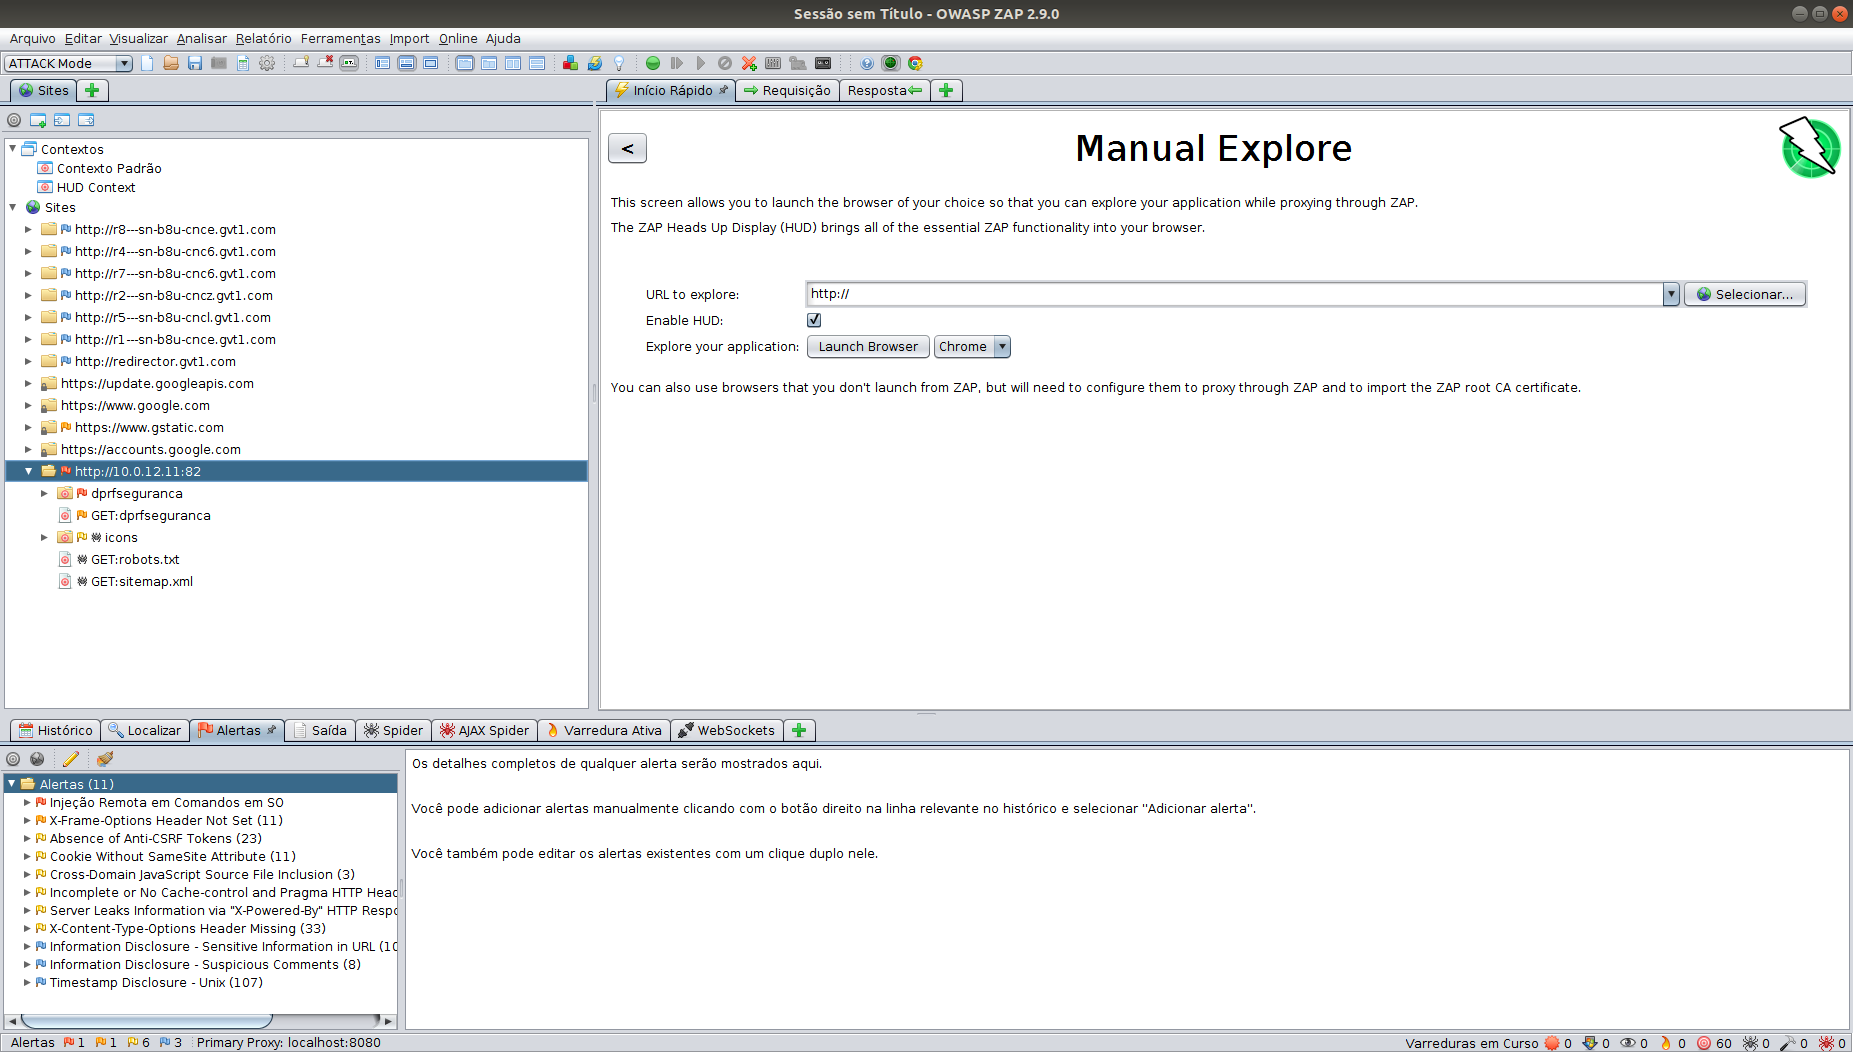 Sessão sem Título - OWASP ZAP 2.9.0
Arquivo Editar Visualizar Analisar Relatório Ferramentas Import Online Ajuda
ATTACK Mode
Sites
Início Rápido Requisição Resposta
<
Manual Explore
This screen allows you to launch the browser of your choice so that you can explore your application while proxying through ZAP.
The ZAP Heads Up Display (HUD) brings all of the essential ZAP functionality into your browser.
URL to explore: http:// Selecionar...
Enable HUD:
Explore your application: Launch Browser Chrome
You can also use browsers that you don't launch from ZAP, but will need to configure them to proxy through ZAP and to import the ZAP root CA certificate.
Contextos
Contexto Padrão
HUD Context
Sites
http://r8---sn-b8u-cnce.gvt1.com
http://r4---sn-b8u-cnc6.gvt1.com
http://r7---sn-b8u-cnc6.gvt1.com
http://r2---sn-b8u-cncz.gvt1.com
http://r5---sn-b8u-cncl.gvt1.com
http://r1---sn-b8u-cnce.gvt1.com
http://redirector.gvt1.com
https://update.googleapis.com
https://www.google.com
https://www.gstatic.com
https://accounts.google.com
http://10.0.12.11:82
dprfseguranca
GET:dprfseguranca
icons
GET:robots.txt
GET:sitemap.xml
Histórico Localizar Alertas Saída Spider AJAX Spider Varredura Ativa WebSockets
Alertas (11)
Injeção Remota em Comandos em SO
X-Frame-Options Header Not Set (11)
Absence of Anti-CSRF Tokens (23)
Cookie Without SameSite Attribute (11)
Cross-Domain JavaScript Source File Inclusion (3)
Incomplete or No Cache-control and Pragma HTTP Head
Server Leaks Information via "X-Powered-By" HTTP Respo
X-Content-Type-Options Header Missing (33)
Information Disclosure - Sensitive Information in URL (10
Information Disclosure - Suspicious Comments (8)
Timestamp Disclosure - Unix (107)
Os detalhes completos de qualquer alerta serão mostrados aqui.
Você pode adicionar alertas manualmente clicando com o botão direito na linha relevante no histórico e selecionar "Adicionar alerta".
Você também pode editar os alertas existentes com um clique duplo nele.
Alertas 1 1 6 3 Primary Proxy: localhost:8080
Varreduras em Curso 0 0 0 0 60 0 0 0